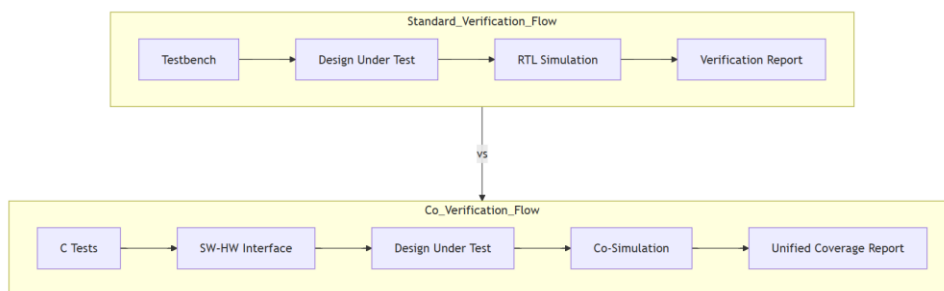 Standard_Verification_Flow
Testbench
Design Under Test
RTL Simulation
Verification Report
vs
Co_Verification_Flow
C Tests
SW-HW Interface
Design Under Test
Co-Simulation
Unified Coverage Report